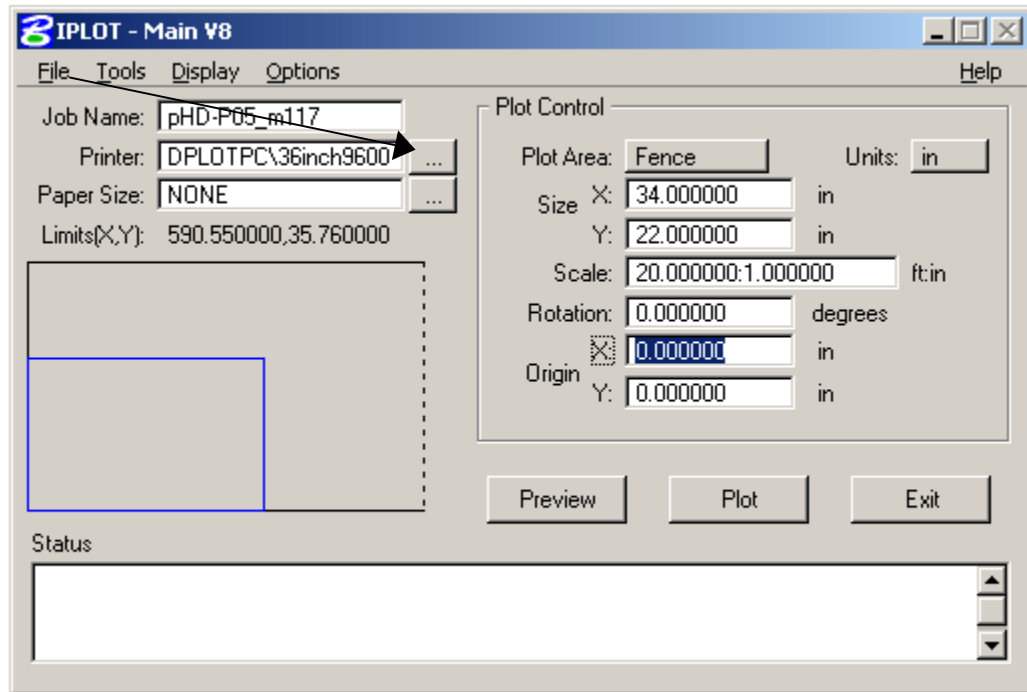 IPLOT - Main V8
File Tools Display Options Help
Job Name: pHD-P05_m117
Printer: DPLOTPC\36inch9600 ...
Paper Size: NONE ...
Limits(X,Y): 590.550000,35.760000
Plot Control
Plot Area: Fence Units: in
Size X: 34.000000 in
Y: 22.000000 in
Scale: 20.000000:1.000000 ft:in
Rotation: 0.000000 degrees
Origin X: 0.000000 in
Y: 0.000000 in
Preview Plot Exit
Status